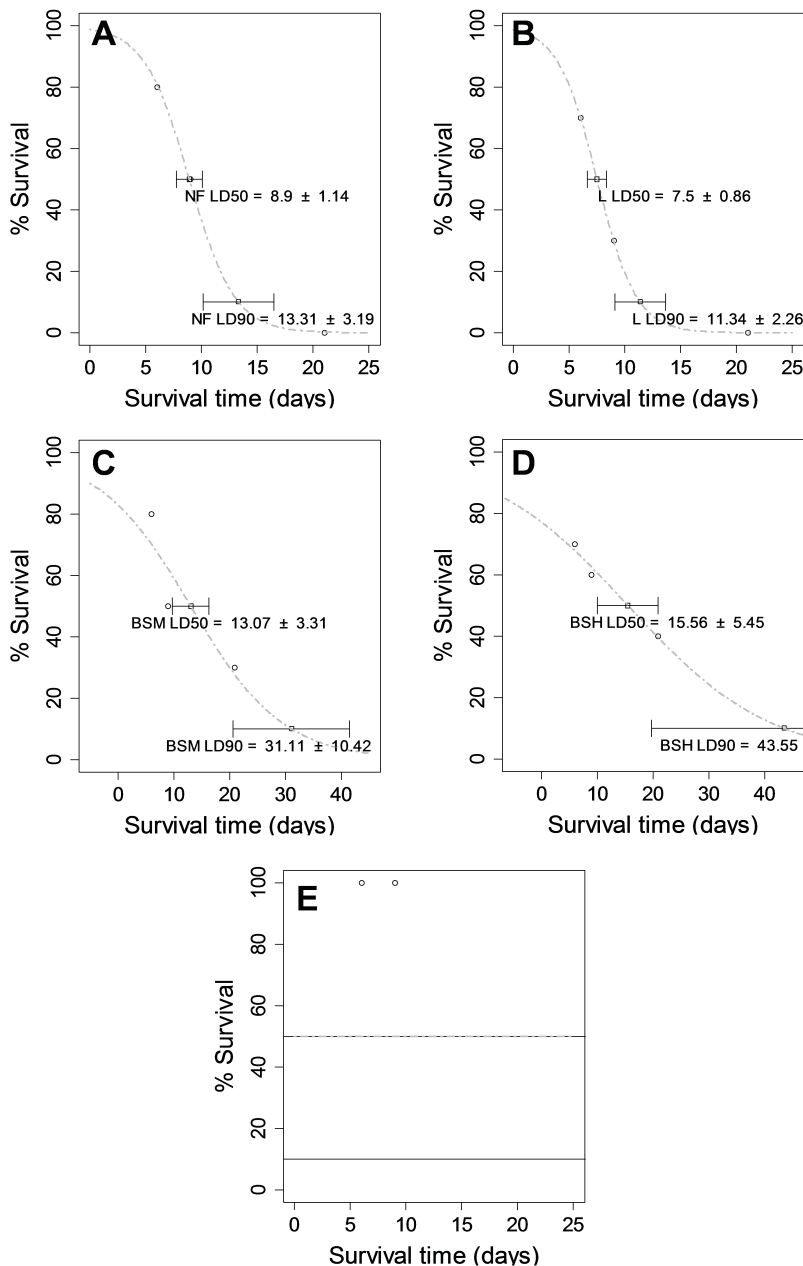 A
% Survival
100
80
60
40
20
0
NF LD50 = 8.9 ± 1.14
NF LD90 = 13.31 ± 3.19
0 5 10 15 20 25
Survival time (days)
B
% Survival
100
80
60
40
20
0
L LD50 = 7.5 ± 0.86
L LD90 = 11.34 ± 2.26
0 5 10 15 20 25
Survival time (days)
C
% Survival
100
80
60
40
20
0
BSM LD50 = 13.07 ± 3.31
BSM LD90 = 31.11 ± 10.42
0 10 20 30 40
Survival time (days)
D
% Survival
100
80
60
40
20
0
BSH LD50 = 15.56 ± 5.45
BSH LD90 = 43.55
0 10 20 30 40
Survival time (days)
E
% Survival
100
80
60
40
20
0
0 5 10 15 20 25
Survival time (days)